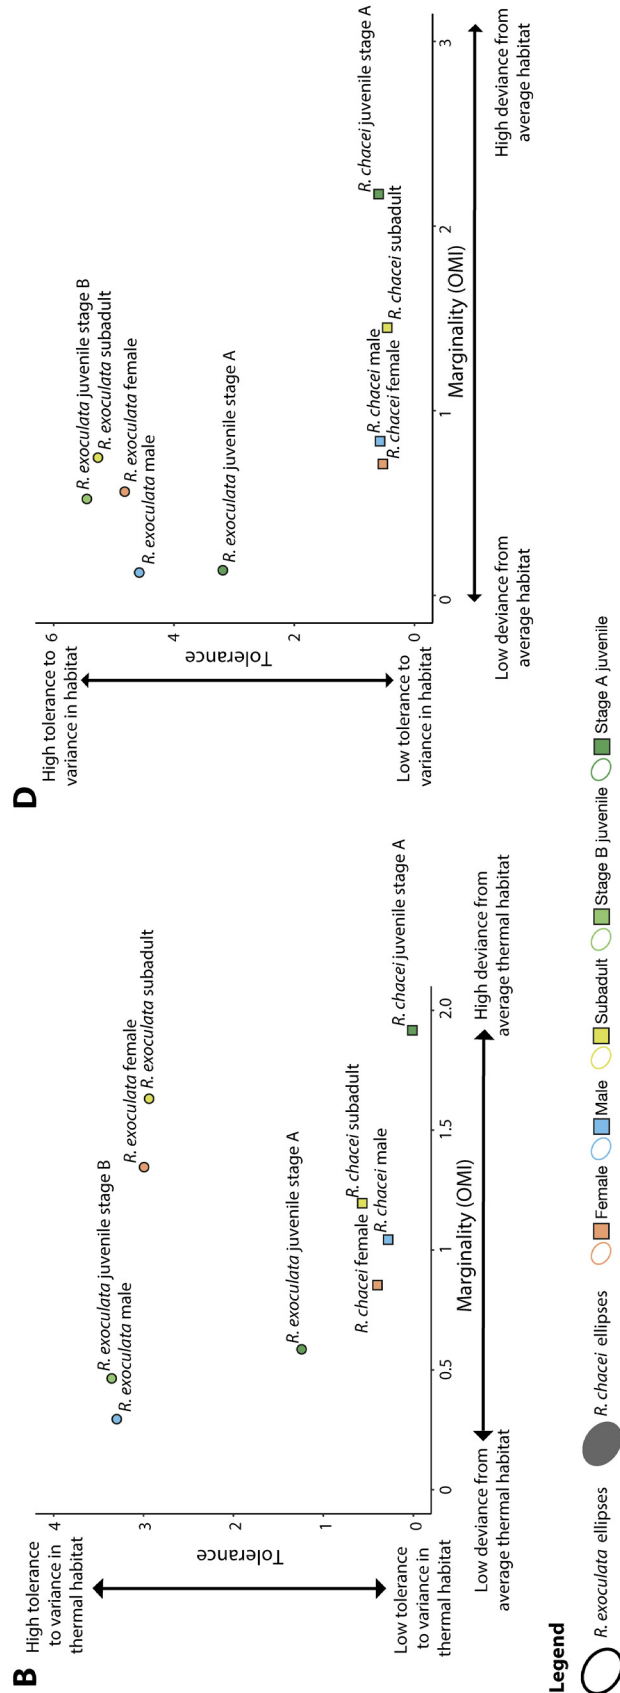 B
High tolerance
to variance in
thermal habitat
4
3
2
1
0
Tolerance
Low tolerance
to variance in
thermal habitat
R. exoculata juvenile stage B
R. exoculata male
R. exoculata female
R. exoculata subadult
R. exoculata juvenile stage A
R. chacei female
R. chacei subadult
R. chacei male
R. chacei juvenile stage A
0
0.5
1
1.5
2.0
Marginality (OMI)
Low deviance from
average thermal habitat
High deviance from
average thermal habitat
D
High tolerance to
variance in habitat
6
4
2
0
Tolerance
Low tolerance to
variance in habitat
R. exoculata juvenile stage B
R. exoculata subadult
R. exoculata female
R. exoculata male
R. exoculata juvenile stage A
R. chacei male
R. chacei female
R. chacei subadult
R. chacei juvenile stage A
0
1
2
3
Marginality (OMI)
Low deviance from
average habitat
High deviance from
average habitat
Legend
R. exoculata ellipses
R. chacei ellipses
Female
Male
Subadult
Stage B juvenile
Stage A juvenile